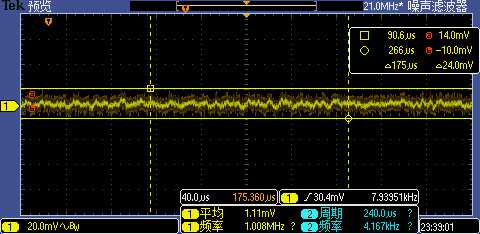 Tek 预览 21.0MHz* 噪声滤波器
90.6µs 14.0mV
266µs -10.0mV
△175µs △24.0mV
40.0µs 175.360µs 1 30.4mV 7.93951kHz
1 平均 1.11mV 2 周期 240.0µs ?
1 频率 1.008MHz ? 2 频率 4.167kHz ?
1 20.0mV∿BW 23:39:01